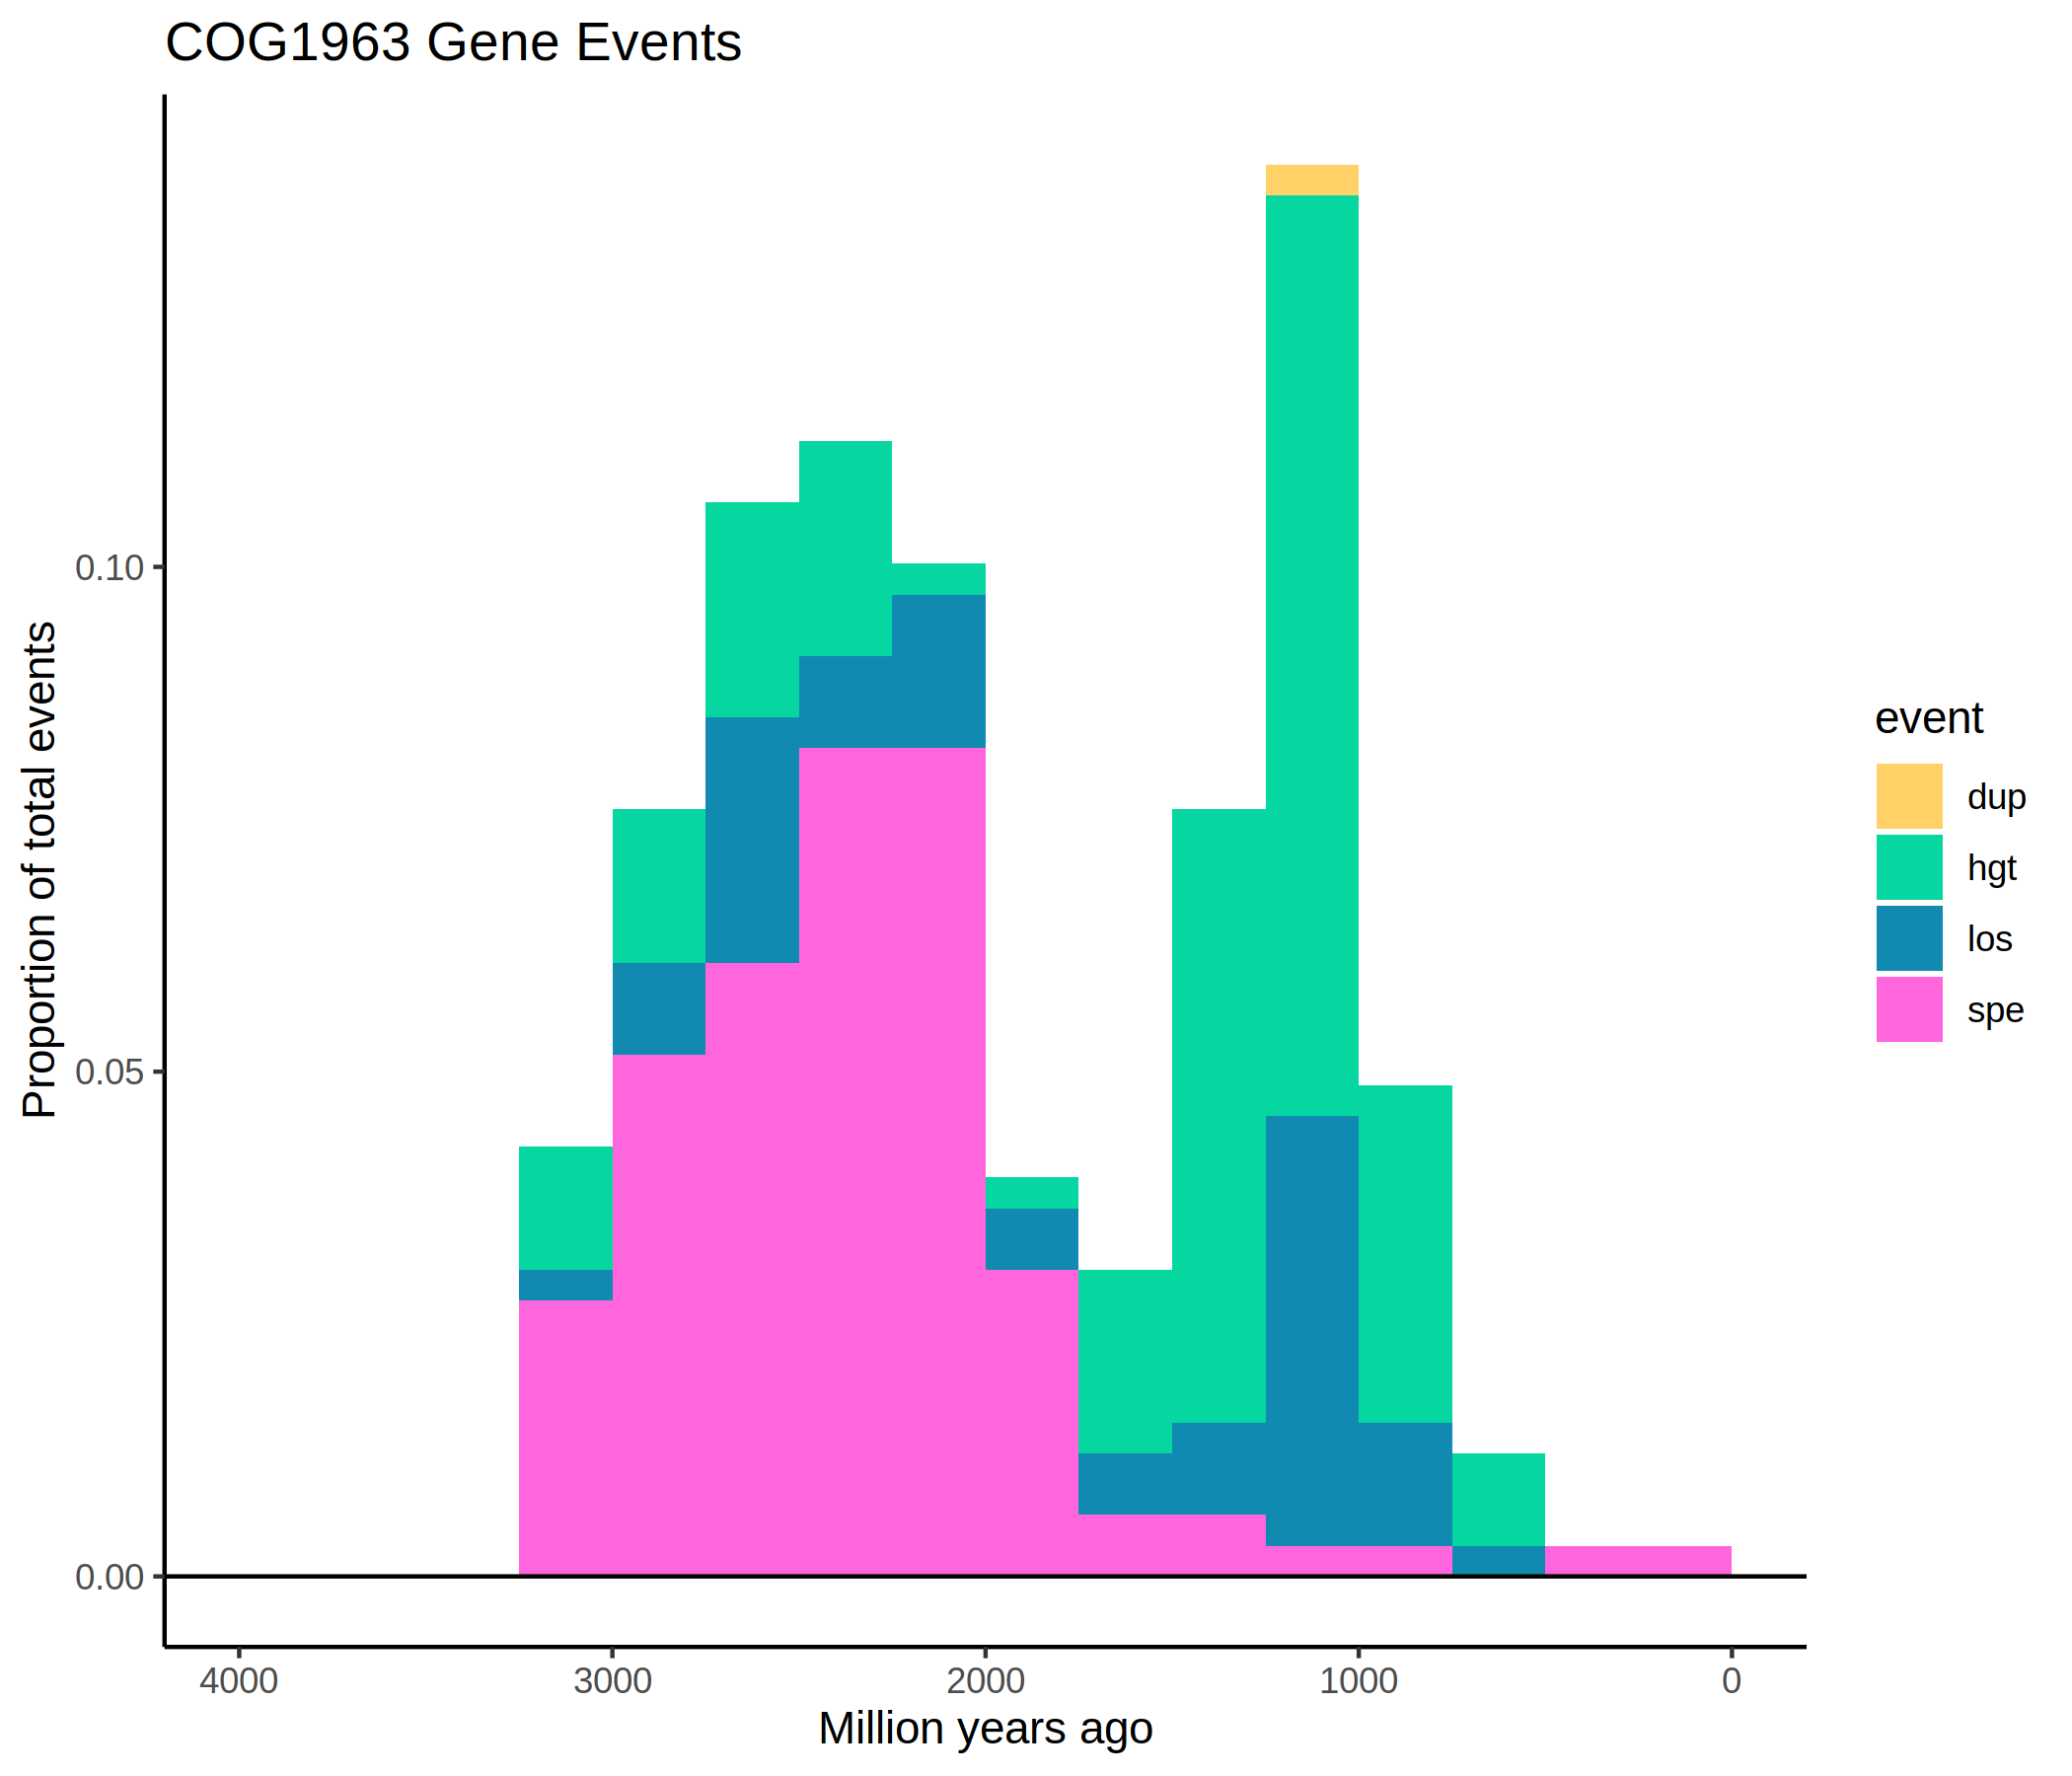 COG1963 Gene Events
Proportion of total events
0.10
0.05
0.00
4000 3000 2000 1000 0
Million years ago
event
dup
hgt
los
spe